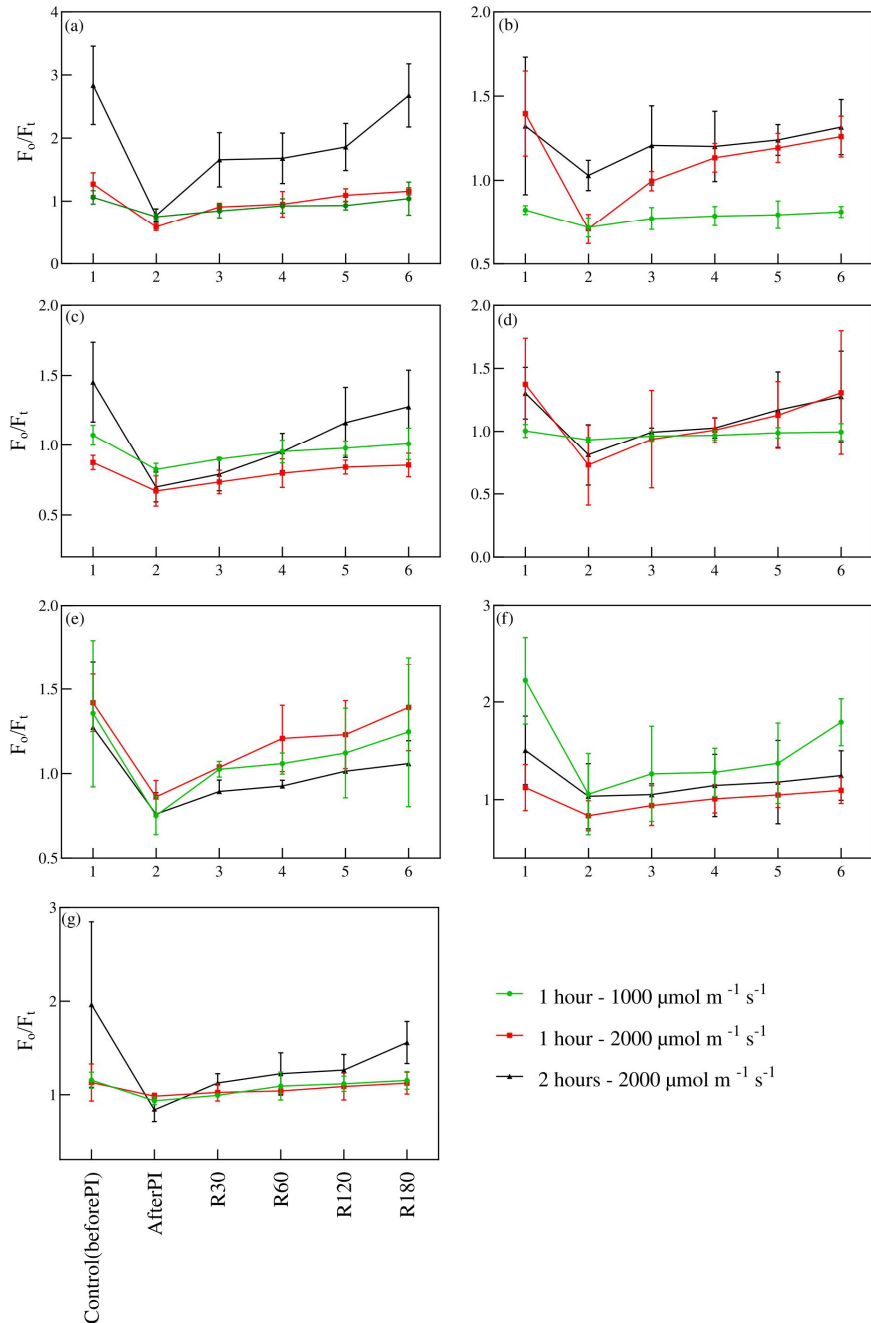 (a)
4
3
2
1
0
Fo/Ft
1 2 3 4 5 6
(b)
2.0
1.5
1.0
0.5
1 2 3 4 5 6
(c)
2.0
1.5
1.0
0.5
Fo/Ft
1 2 3 4 5 6
(d)
2.0
1.5
1.0
0.5
0.0
1 2 3 4 5 6
(e)
2.0
1.5
1.0
0.5
Fo/Ft
1 2 3 4 5 6
(f)
3
2
1
1 2 3 4 5 6
(g)
3
2
1
Fo/Ft
Control(beforePI)
AfterPI
R30
R60
R120
R180
1 hour - 1000 µmol m -1 s-1
1 hour - 2000 µmol m -1 s-1
2 hours - 2000 µmol m -1 s-1